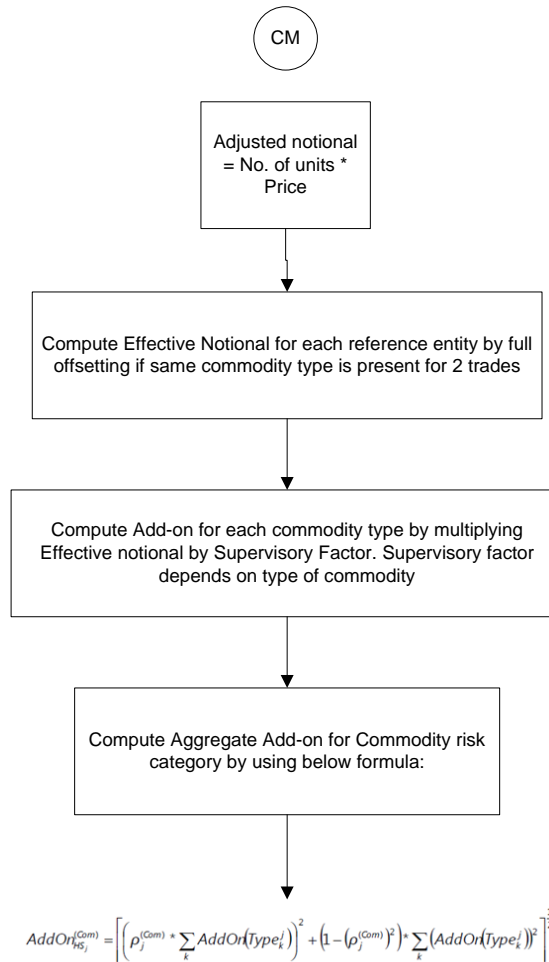 CM
Adjusted notional
= No. of units *
Price
Compute Effective Notional for each reference entity by full
offsetting if same commodity type is present for 2 trades
Compute Add-on for each commodity type by multiplying
Effective notional by Supervisory Factor. Supervisory factor
depends on type of commodity
Compute Aggregate Add-on for Commodity risk
category by using below formula:
AddOn_{HS_j}^{(Com)} = [(ρ_j^{(Com)} * ∑_k AddOn(Type_k^j))^2 + (1−(ρ_j^{(Com)})^2) * ∑_k (AddOn(Type_k^j))^2]